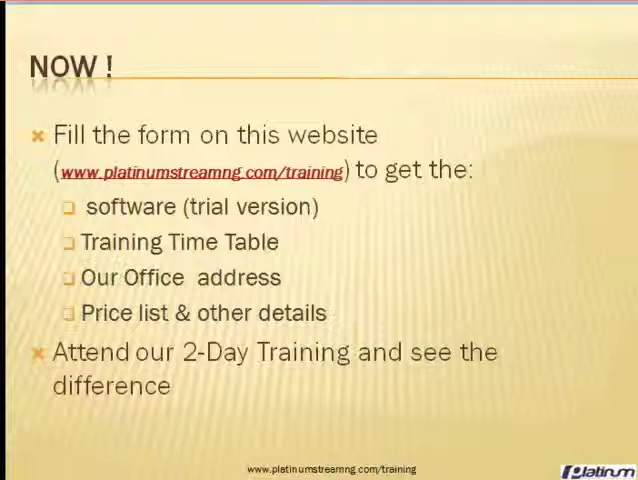 NOW !
Fill the form on this website
(www.platinumstreamng.com/training) to get the:
software (trial version)
Training Time Table
Our Office address
Price list & other details
Attend our 2-Day Training and see the
difference
www.platinumstreamng.com/training
Platinum